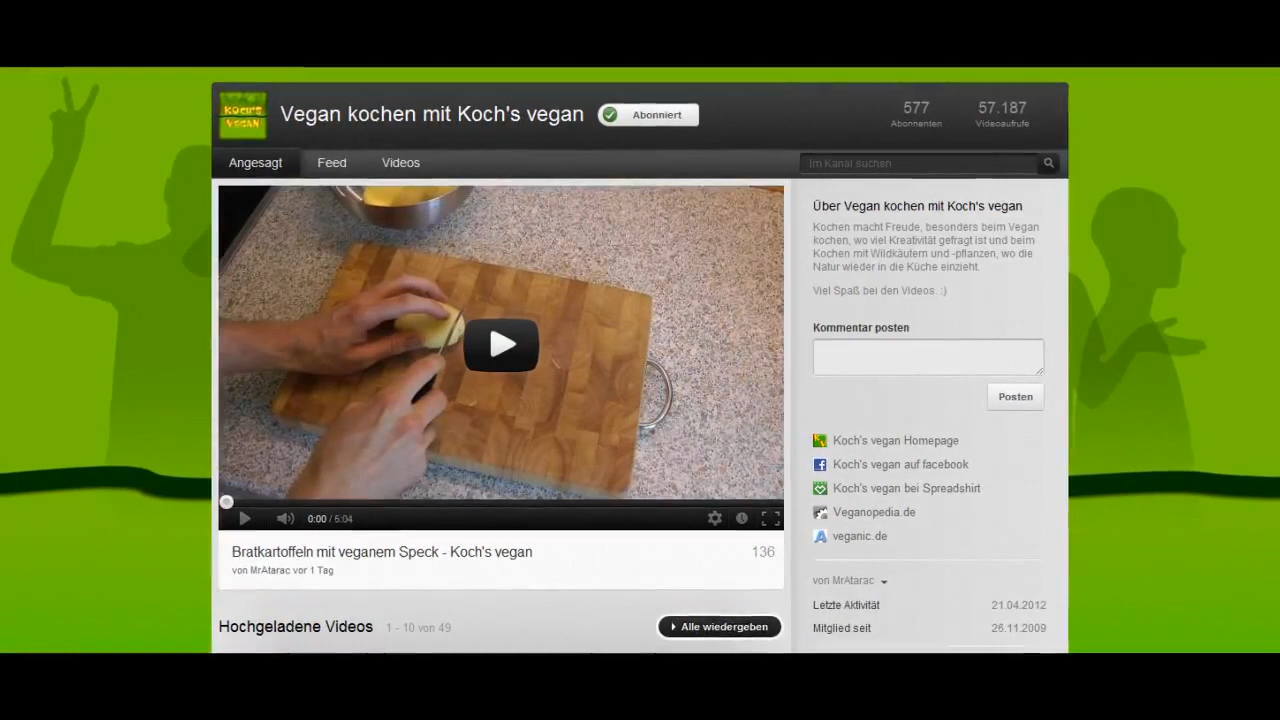 KOCH'S
VEGAN
Vegan kochen mit Koch's vegan
Abonniert
577
Abonnenten
57.187
Videoaufrufe
Angesagt
Feed
Videos
Im Kanal suchen
Über Vegan kochen mit Koch's vegan
Kochen macht Freude, besonders beim Vegan
kochen, wo viel Kreativität gefragt ist und beim
Kochen mit Wildkäutern und -pflanzen, wo die
Natur wieder in die Küche einzieht.
Viel Spaß bei den Videos. :)
Kommentar posten
Posten
Koch's vegan Homepage
Koch's vegan auf facebook
Koch's vegan bei Spreadshirt
Veganopedia.de
veganic.de
0:00 / 5:04
Bratkartoffeln mit veganem Speck - Koch's vegan
136
von MrAtarac vor 1 Tag
von MrAtarac
Letzte Aktivität
21.04.2012
Mitglied seit
26.11.2009
Hochgeladene Videos
1 - 10 von 49
Alle wiedergeben